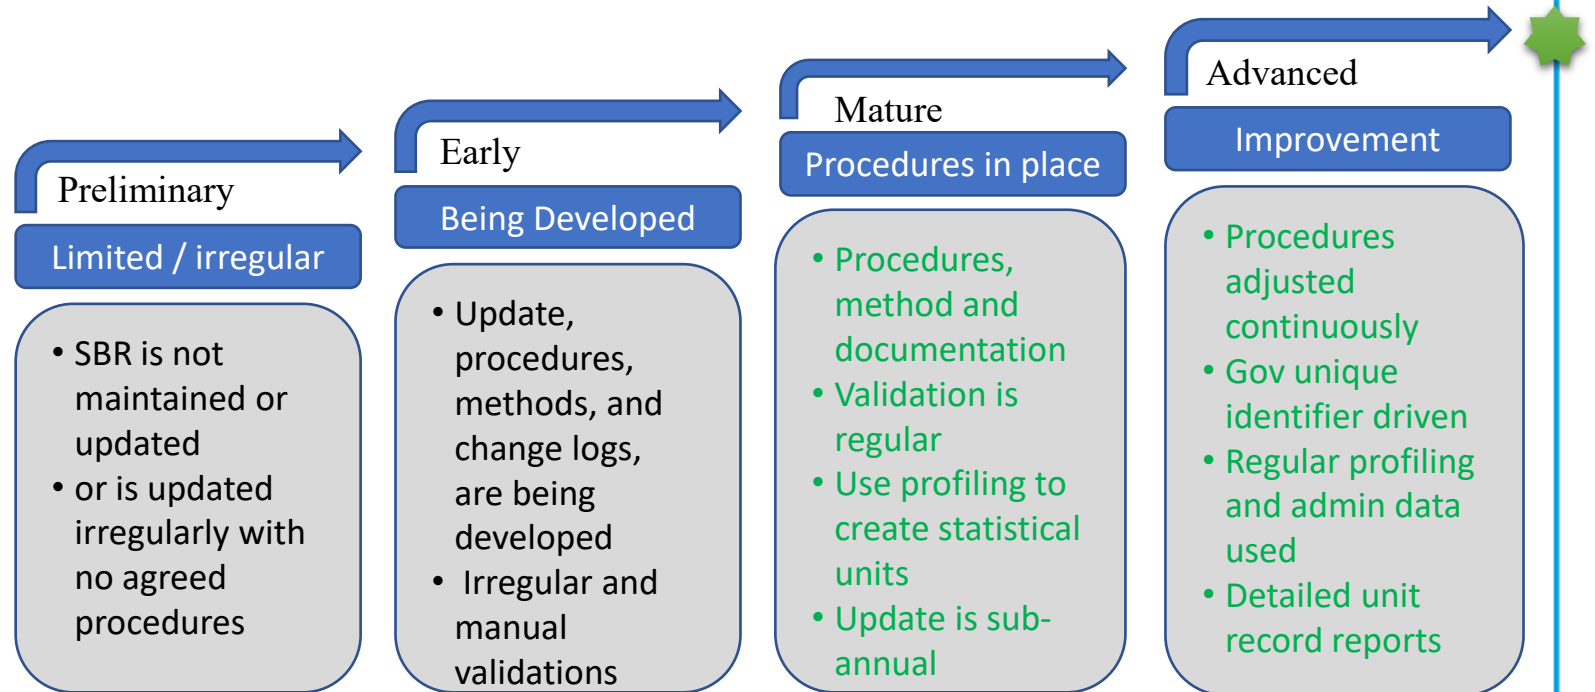 Preliminary
Limited / irregular
• SBR is not
maintained or
updated
• or is updated
irregularly with
no agreed
procedures
Early
Being Developed
• Update,
procedures,
methods, and
change logs,
are being
developed
• Irregular and
manual
validations
Mature
Procedures in place
• Procedures,
method and
documentation
• Validation is
regular
• Use profiling to
create statistical
units
• Update is sub-
annual
Advanced
Improvement
• Procedures
adjusted
continuously
• Gov unique
identifier driven
• Regular profiling
and admin data
used
• Detailed unit
record reports